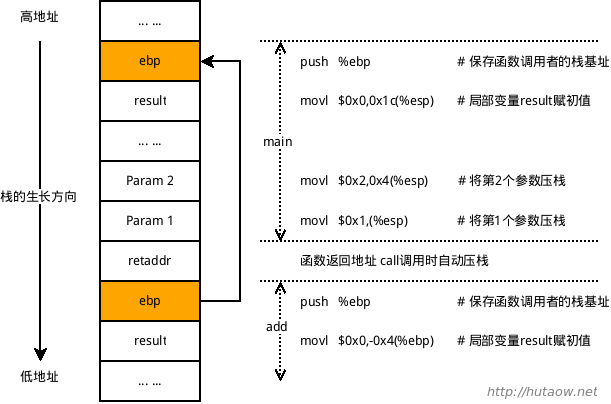 高地址
... ...
ebp
push %ebp # 保存函数调用者的栈基址
result
movl $0x0,0x1c(%esp) # 局部变量result赋初值
... ...
main
Param 2
movl $0x2,0x4(%esp) # 将第2个参数压栈
栈的生长方向
Param 1
movl $0x1,(%esp) # 将第1个参数压栈
retaddr
函数返回地址 call调用时自动压栈
ebp
push %ebp # 保存函数调用者的栈基址
add
result
movl $0x0,-0x4(%ebp) # 局部变量result赋初值
低地址
... ...
http://hutaow.net